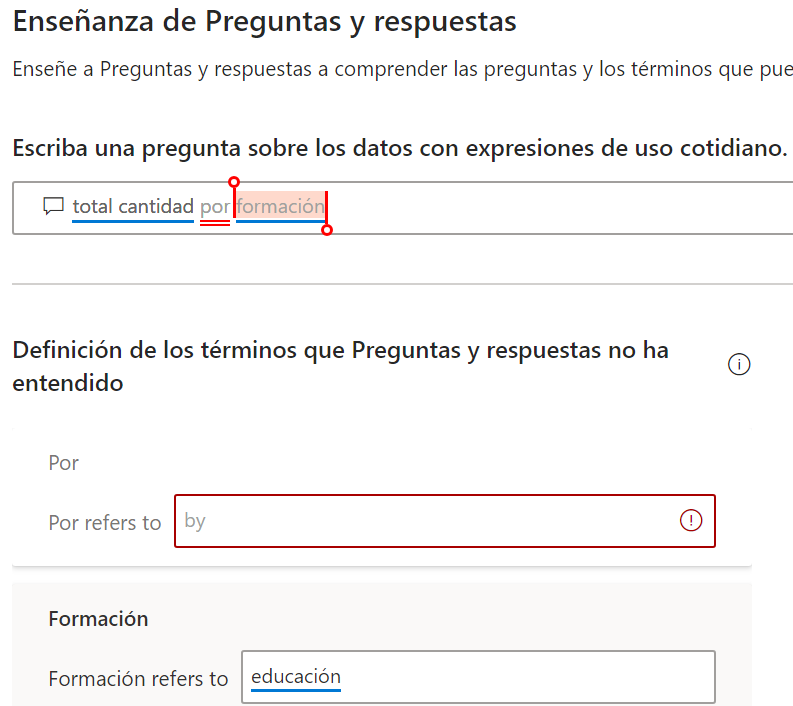 Enseñanza de Preguntas y respuestas
Enseñe a Preguntas y respuestas a comprender las preguntas y los términos que pue
Escriba una pregunta sobre los datos con expresiones de uso cotidiano.
total cantidad por formación
Definición de los términos que Preguntas y respuestas no ha
entendido
Por
Por refers to by
Formación
Formación refers to educación